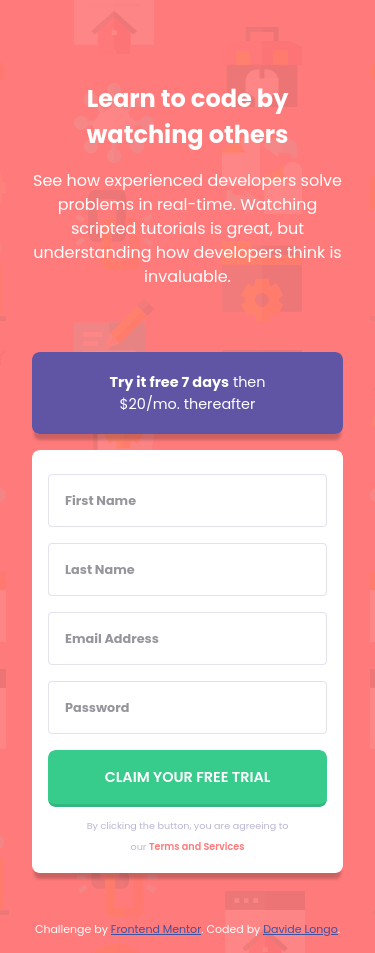 Learn to code by
watching others
See how experienced developers solve
problems in real-time. Watching
scripted tutorials is great, but
understanding how developers think is
invaluable.
Try it free 7 days then
$20/mo. thereafter
First Name
Last Name
Email Address
Password
CLAIM YOUR FREE TRIAL
By clicking the button, you are agreeing to
our Terms and Services
Challenge by Frontend Mentor. Coded by Davide Longo.